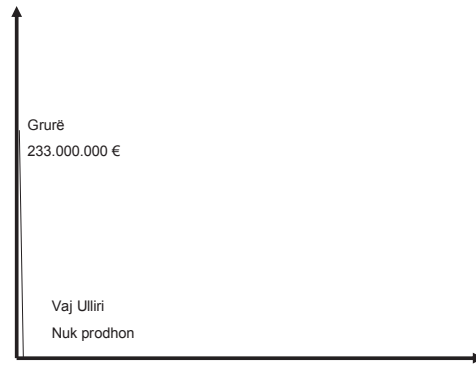 Grurë
233.000.000 €
Vaj Ulliri
Nuk prodhon